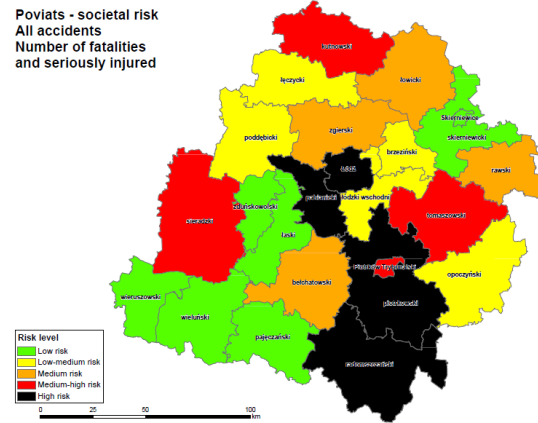 Poviats - societal risk
All accidents
Number of fatalities
and seriously injured
kutnowski
łęczycki
łowicki
Skierniewice
skierniewicki
zgierski
poddębicki
brzeziński
rawski
Łódź
pabianicki
łódzki wschodni
zduńskowolski
sieradzki
tomaszowski
łaski
Piotrków Trybunalski
opoczyński
bełchatowski
wieruszowski
piotrkowski
wieluński
pajęczański
radomszczański
Risk level
Low risk
Low-medium risk
Medium risk
Medium-high risk
High risk
0 25 50 100
km